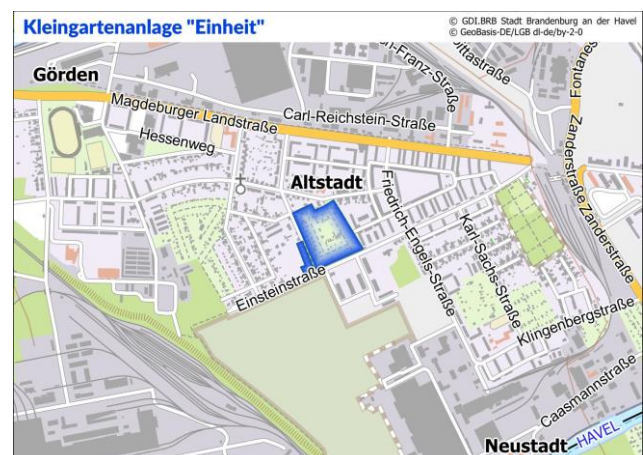 Kleingartenanlage "Einheit"
© GDI.BRB Stadt Brandenburg an der Havel
© GeoBasis-DE/LGB dl-de/by-2-0
Görden
Magdeburger Landstraße
Carl-Reichstein-Straße
Hessenweg
Altstadt
Friedrich-Engels-Straße
Karl-Sachs-Straße
Zanderstraße
Zanderstraße
Einsteinstraße
Klingenbergstraße
Caasmannstraße
Neustadt
HAVEL